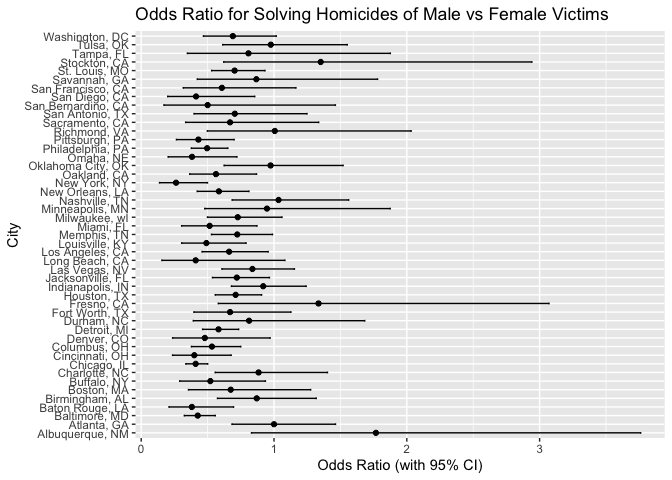 Odds Ratio for Solving Homicides of Male vs Female Victims
Washington, DC
Tulsa, OK
Tampa, FL
Stockton, CA
St. Louis, MO
Savannah, GA
San Francisco, CA
San Diego, CA
San Bernardino, CA
San Antonio, TX
Sacramento, CA
Richmond, VA
Pittsburgh, PA
Philadelphia, PA
Omaha, NE
Oklahoma City, OK
Oakland, CA
New York, NY
New Orleans, LA
Nashville, TN
Minneapolis, MN
Milwaukee, wI
Miami, FL
Memphis, TN
Louisville, KY
Los Angeles, CA
Long Beach, CA
Las Vegas, NV
Jacksonville, FL
Indianapolis, IN
Houston, TX
Fresno, CA
Fort Worth, TX
Durham, NC
Detroit, MI
Denver, CO
Columbus, OH
Cincinnati, OH
Chicago, IL
Charlotte, NC
Buffalo, NY
Boston, MA
Birmingham, AL
Baton Rouge, LA
Baltimore, MD
Atlanta, GA
Albuquerque, NM
City
0 1 2 3
Odds Ratio (with 95% CI)